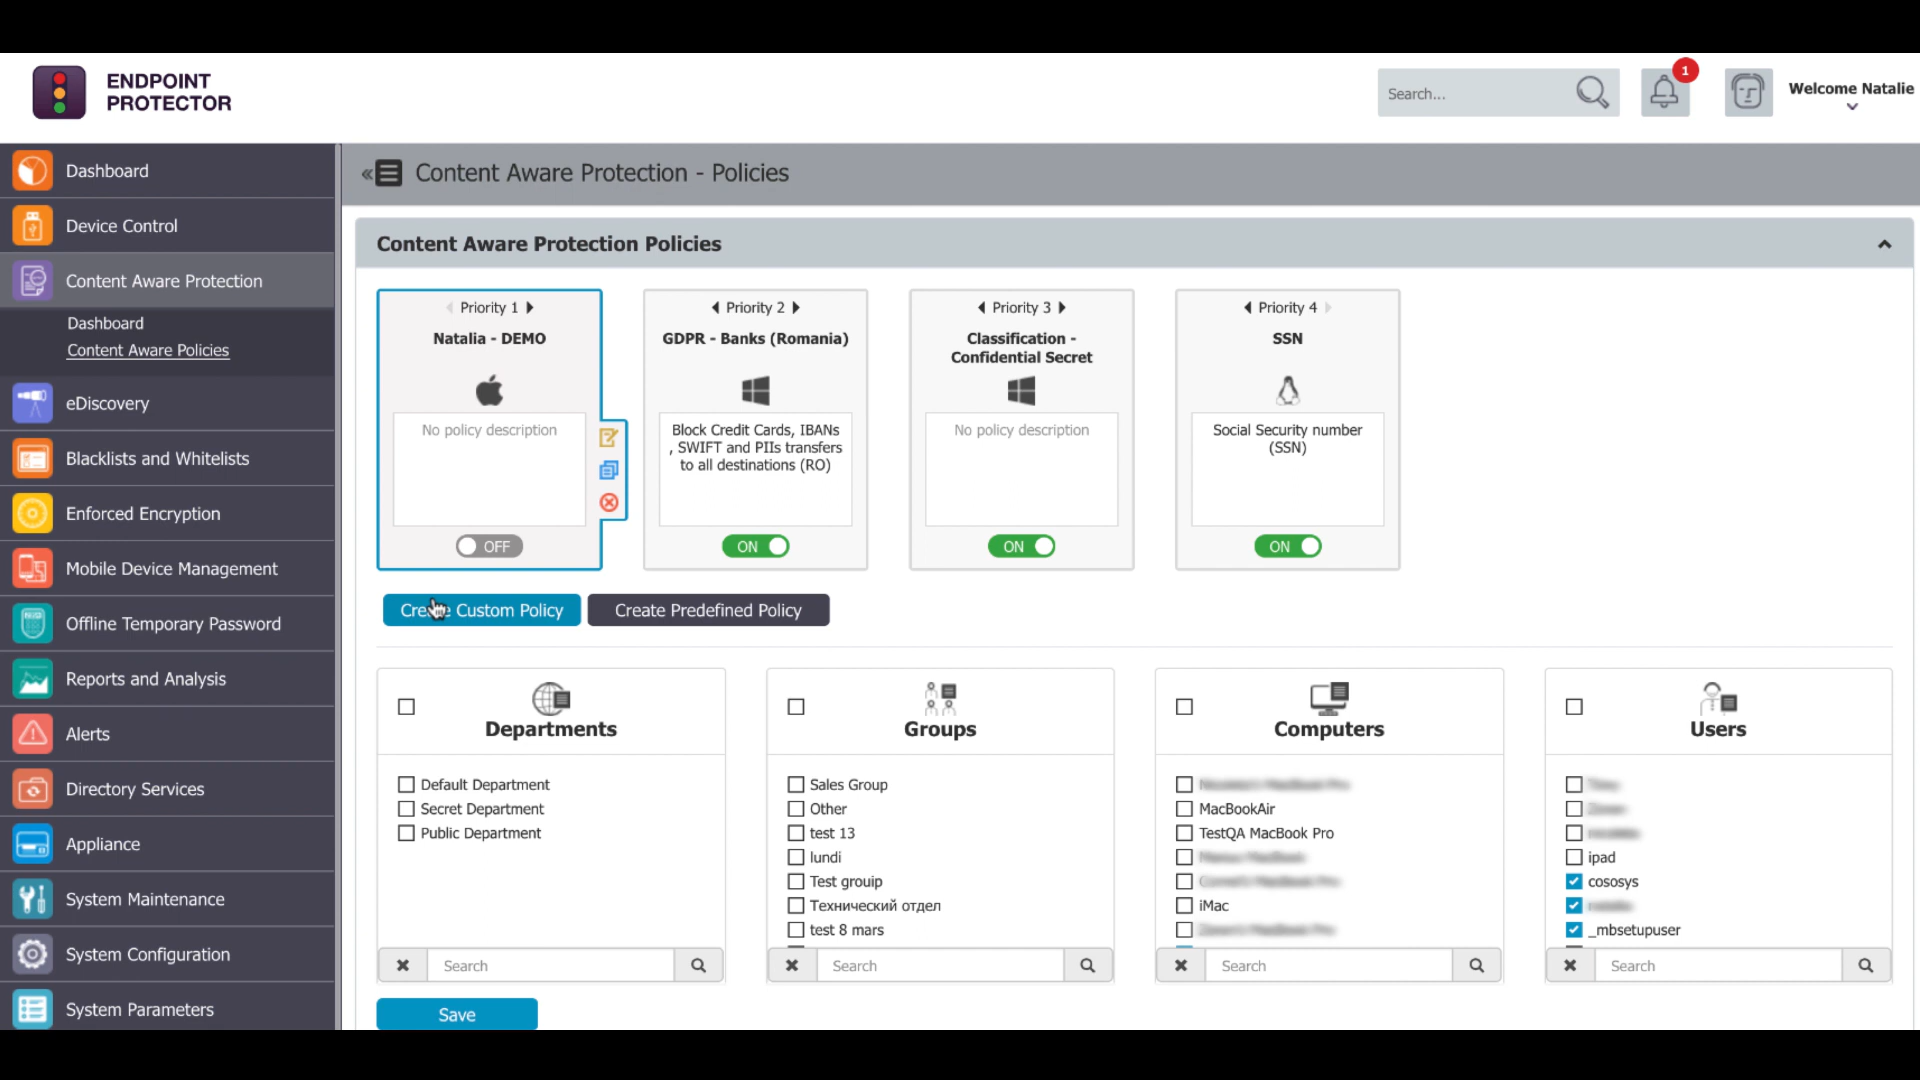 ENDPOINT
PROTECTOR
Search...
1
Welcome Natalie
Dashboard
Device Control
Content Aware Protection
Dashboard
Content Aware Policies
eDiscovery
Blacklists and Whitelists
Enforced Encryption
Mobile Device Management
Offline Temporary Password
Reports and Analysis
Alerts
Directory Services
Appliance
System Maintenance
System Configuration
System Parameters
Content Aware Protection - Policies
Content Aware Protection Policies
Priority 1
Natalia - DEMO
No policy description
OFF
Priority 2
GDPR - Banks (Romania)
Block Credit Cards, IBANs
, SWIFT and PIIs transfers
to all destinations (RO)
ON
Priority 3
Classification -
Confidential Secret
No policy description
ON
Priority 4
SSN
Social Security number
(SSN)
ON
Create Custom Policy
Create Predefined Policy
Departments
Default Department
Secret Department
Public Department
Search
Groups
Sales Group
Other
test 13
lundi
Test grouip
Технический отдел
test 8 mars
Search
Computers
MacBookAir
TestQA MacBook Pro
iMac
Search
Users
ipad
cososys
_mbsetupuser
Search
Save